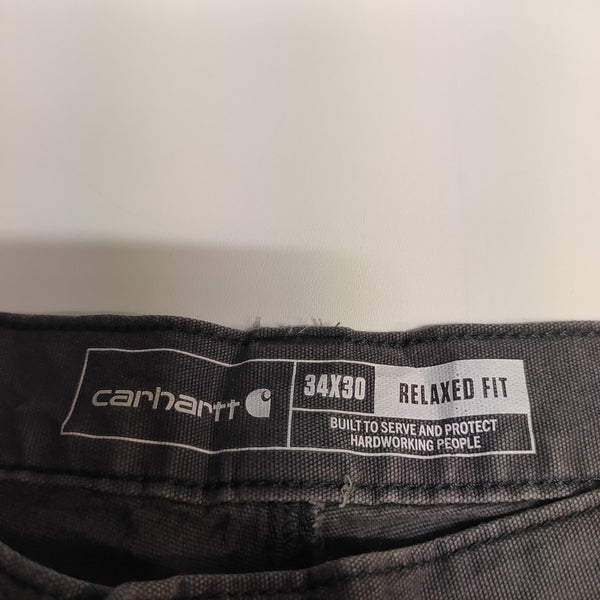 carhartt
34X30
RELAXED FIT
BUILT TO SERVE AND PROTECT
HARDWORKING PEOPLE